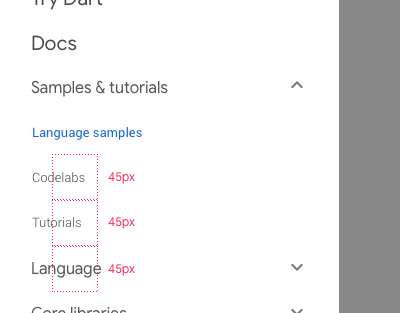 Try Dart
Docs
Samples & tutorials
Language samples
Codelabs 45px
Tutorials 45px
Language 45px
Core libraries